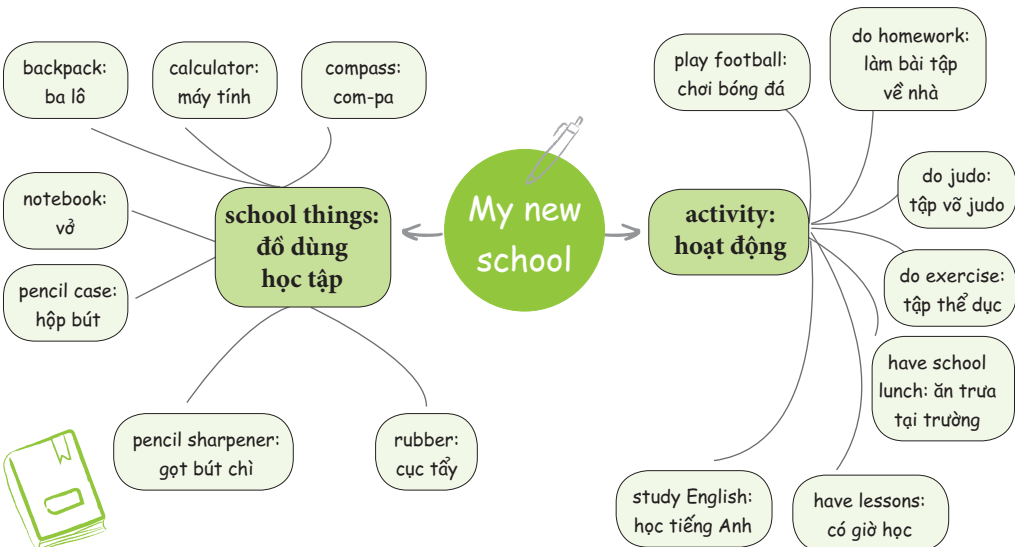 backpack:
ba lô
calculator:
máy tính
compass:
com-pa
notebook:
vở
pencil case:
hộp bút
school things:
đồ dùng
học tập
pencil sharpener:
gọt bút chì
rubber:
cục tẩy
My new
school
activity:
hoạt động
play football:
chơi bóng đá
do homework:
làm bài tập
về nhà
do judo:
tập võ judo
do exercise:
tập thể dục
have school
lunch: ăn trưa
tại trường
study English:
học tiếng Anh
have lessons:
có giờ học